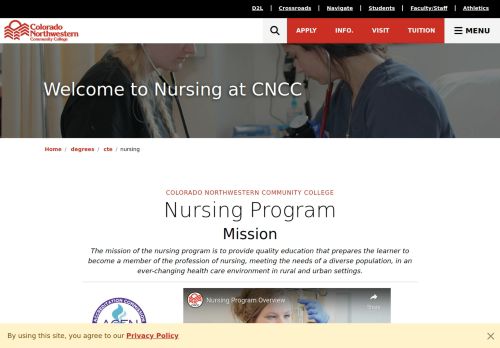 D2L | Crossroads | Navigate | Students | Faculty/Staff | Athletics
Colorado
Northwestern
Community College
APPLY INFO. VISIT TUITION MENU
Welcome to Nursing at CNCC
Home / degrees / cte / nursing
COLORADO NORTHWESTERN COMMUNITY COLLEGE
Nursing Program
Mission
The mission of the nursing program is to provide quality education that prepares the learner to
become a member of the profession of nursing, meeting the needs of a diverse population, in an
ever-changing health care environment in rural and urban settings.
ACCREDITATION COMMISSION
ACEN
Nursing Program Overview
Share
By using this site, you agree to our Privacy Policy